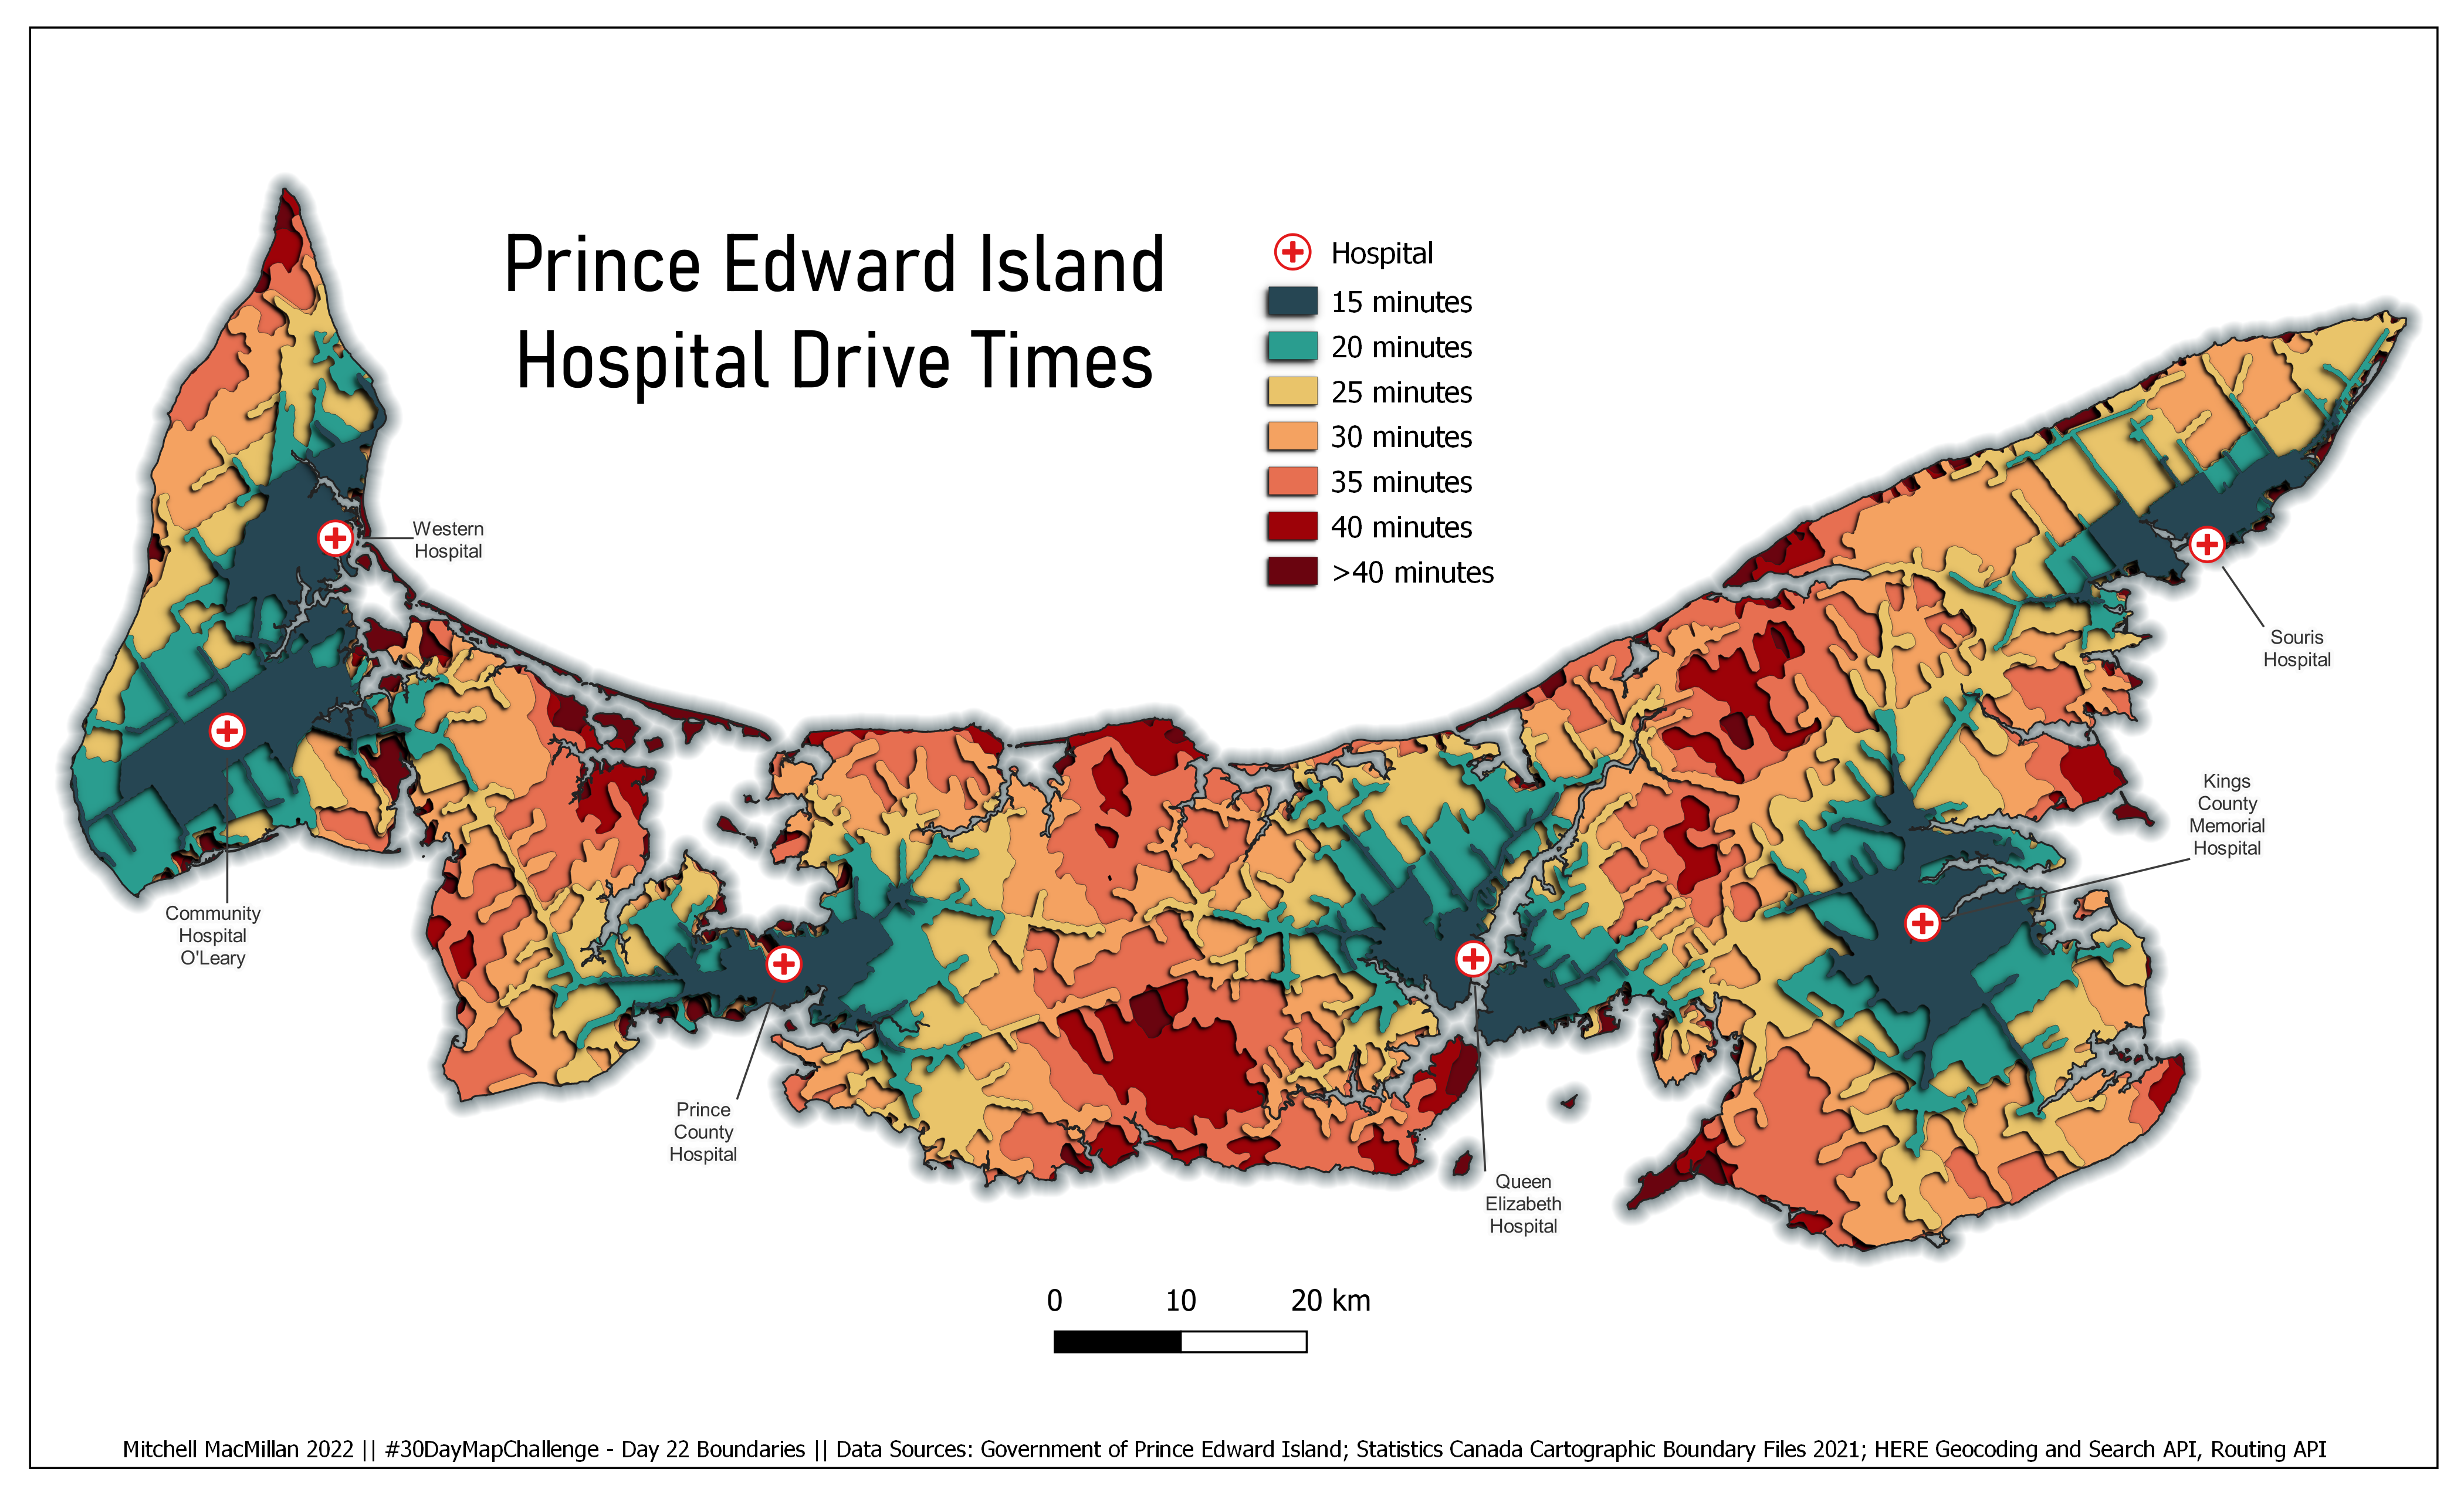 Prince Edward Island
Hospital Drive Times
Hospital
15 minutes
20 minutes
25 minutes
30 minutes
35 minutes
40 minutes
>40 minutes
Western
Hospital
Souris
Hospital
Kings
County
Memorial
Hospital
Community
Hospital
O'Leary
Prince
County
Hospital
Queen
Elizabeth
Hospital
0 10 20 km
Mitchell MacMillan 2022 || #30DayMapChallenge - Day 22 Boundaries || Data Sources: Government of Prince Edward Island; Statistics Canada Cartographic Boundary Files 2021; HERE Geocoding and Search API, Routing API